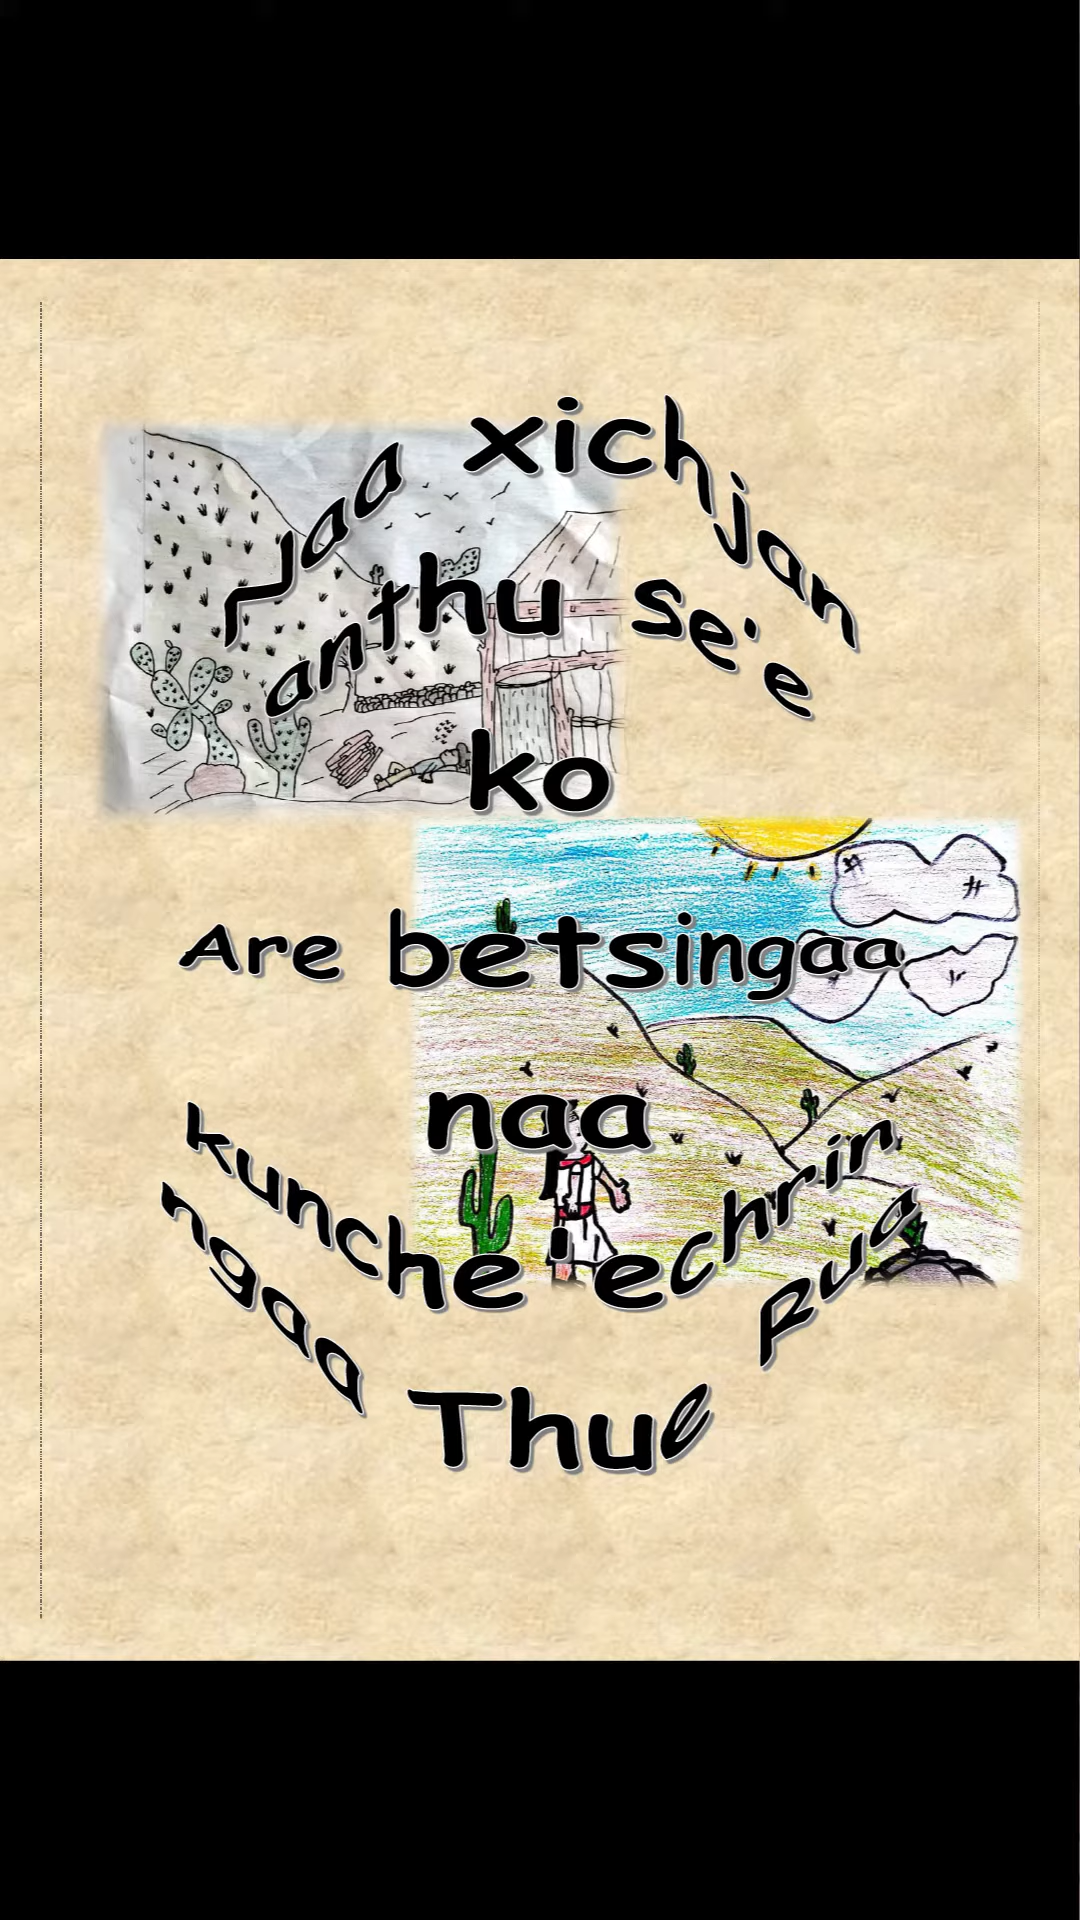 Naa xichjan
anthu se'e
ko
Are betsingaa
naa
kunche'echrin
ngaa Thue Rua